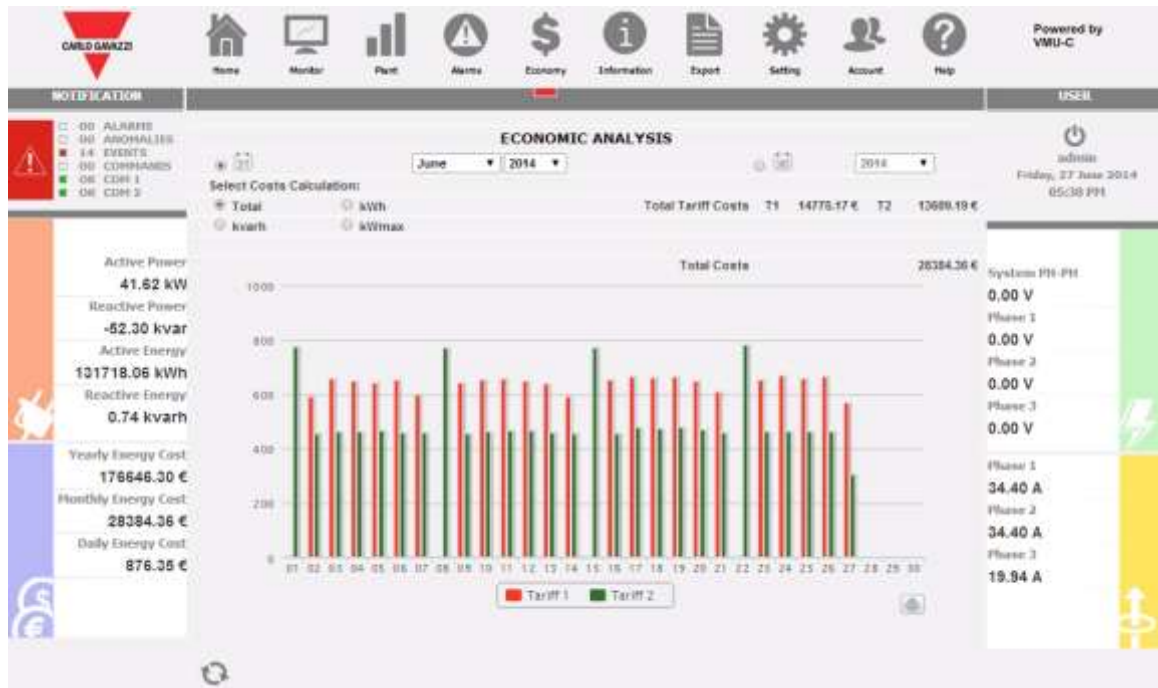 CARLO GAVAZZI
Home Monitor Plant Alarms Economy Information Export Setting Account Help
Powered by
VMU-C
NOTIFICATION
USER
00 ALARMS
00 ANOMALIES
14 EVENTS
00 COMMANDS
OK COM 1
OK COM 2
admin
Friday, 27 June 2014
05:38 PM
ECONOMIC ANALYSIS
June 2014
2014
Select Costs Calculation:
Total kWh
kvarh kWmax
Total Tariff Costs T1 14775.17 € T2 13609.19 €
Total Costs 28384.36 €
Active Power
41.62 kW
Reactive Power
-52.30 kvar
Active Energy
131718.06 kWh
Reactive Energy
0.74 kvarh
Yearly Energy Cost
176646.30 €
Monthly Energy Cost
28384.36 €
Daily Energy Cost
876.35 €
1000
800
600
400
200
0
01 02 03 04 05 06 07 08 09 10 11 12 13 14 15 16 17 18 19 20 21 22 23 24 25 26 27 28 29 30
Tariff 1 Tariff 2
System PH-PH
0.00 V
Phase 1
0.00 V
Phase 2
0.00 V
Phase 3
0.00 V
Phase 1
34.40 A
Phase 2
34.40 A
Phase 3
19.94 A